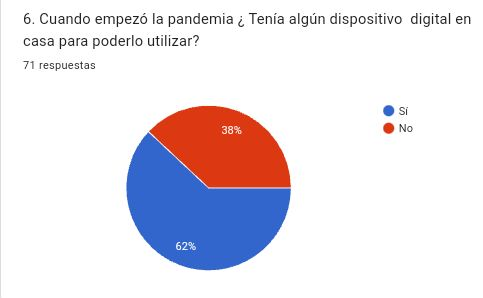 6. Cuando empezó la pandemia ¿ Tenía algún dispositivo  digital en
casa para poderlo utilizar?
71 respuestas
Sí
No
38%
62%